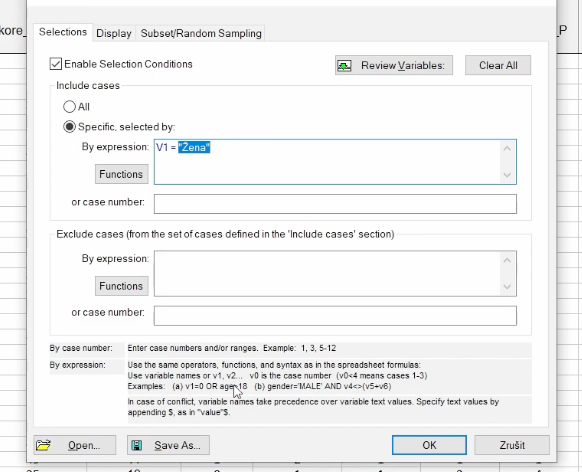 kore_
_P
Selections Display Subset/Random Sampling
Enable Selection Conditions
Review Variables:
Clear All
Include cases
All
Specific, selected by:
By expression: V1 = "Žena"
Functions
or case number:
Exclude cases (from the set of cases defined in the 'Include cases' section)
By expression:
Functions
or case number:
By case number: Enter case numbers and/or ranges. Example: 1, 3, 5-12
By expression: Use the same operators, functions, and syntax as in the spreadsheet formulas:
Use variable names or v1, v2... v0 is the case number (v0<4 means cases 1-3)
Examples: (a) v1=0 OR age>18 (b) gender='MALE' AND v4<>(v5+v6)
In case of conflict, variable names take precedence over variable text values. Specify text values by
appending $, as in "value"$.
Open... Save As... OK Zrušit